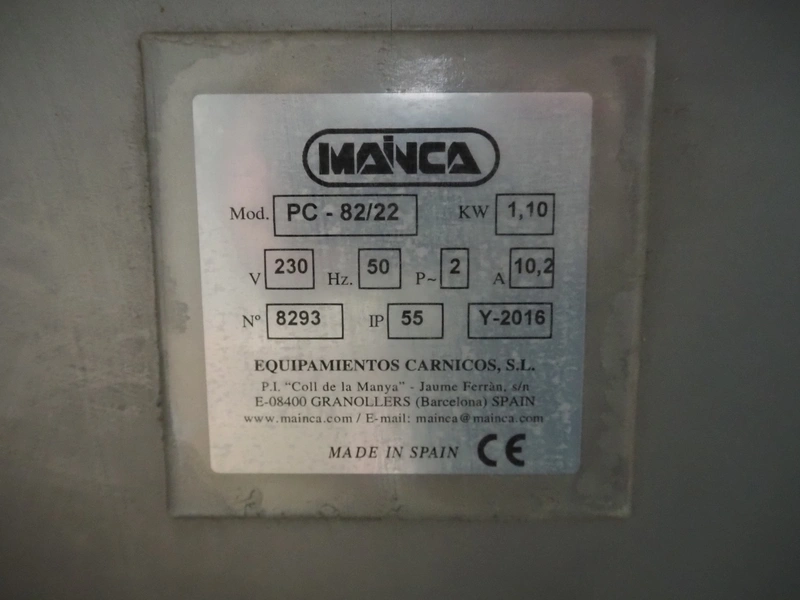 MAINCA
Mod. PC - 82/22 KW 1,10
V 230 Hz. 50 P~ 2 A 10,2
Nº 8293 IP 55 Y-2016
EQUIPAMIENTOS CARNICOS, S.L.
P.I. "Coll de la Manya" - Jaume Ferrán, s/n
E-08400 GRANOLLERS (Barcelona) SPAIN
www.mainca.com / E-mail: mainca@mainca.com
MADE IN SPAIN CE